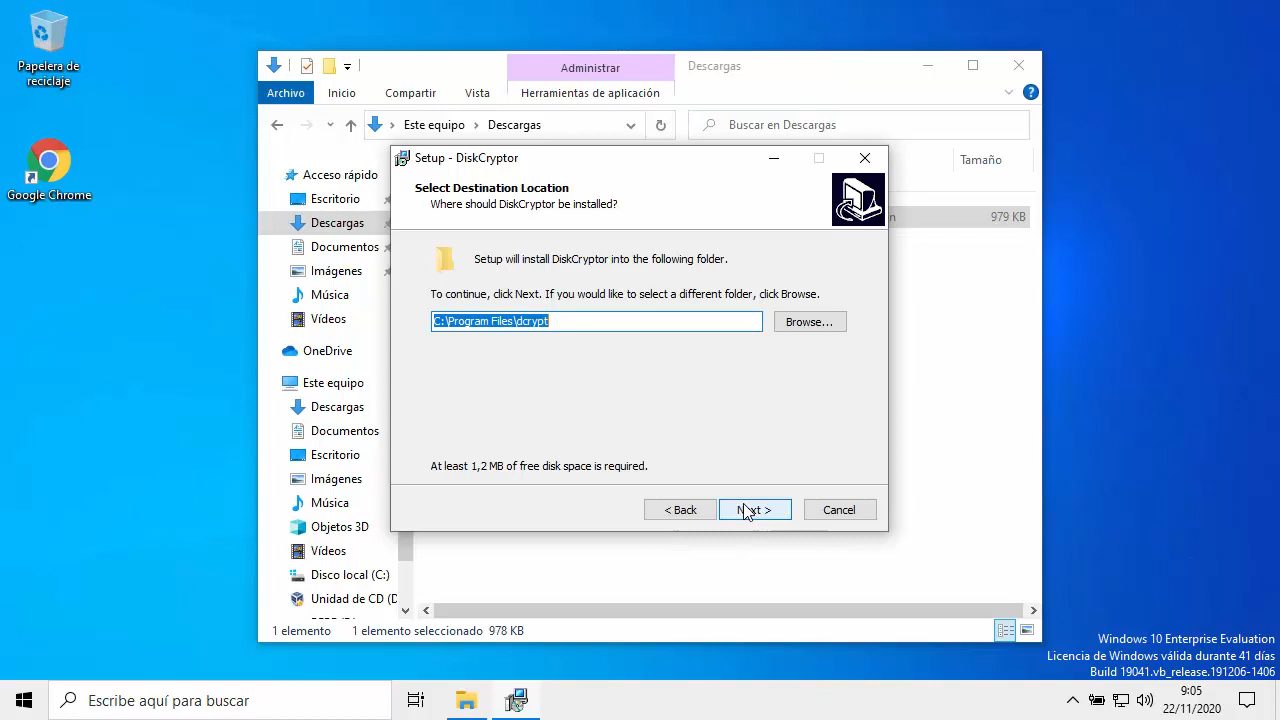 Papelera de
reciclaje
Google Chrome
Administrar
Descargas
Archivo
Inicio
Compartir
Vista
Herramientas de aplicación
Este equipo
Descargas
Buscar en Descargas
Acceso rápido
Escritorio
Descargas
Documentos
Imágenes
Música
Vídeos
OneDrive
Este equipo
Descargas
Documentos
Escritorio
Imágenes
Música
Objetos 3D
Vídeos
Disco local (C:)
Unidad de CD (D
Tamaño
979 KB
Setup - DiskCryptor
Select Destination Location
Where should DiskCryptor be installed?
Setup will install DiskCryptor into the following folder.
To continue, click Next. If you would like to select a different folder, click Browse.
C:\Program Files\dcrypt
Browse...
At least 1,2 MB of free disk space is required.
< Back
Next >
Cancel
1 elemento
1 elemento seleccionado 978 KB
Windows 10 Enterprise Evaluation
Licencia de Windows válida durante 41 días
Build 19041.vb_release.191206-1406
Escribe aquí para buscar
9:05
22/11/2020